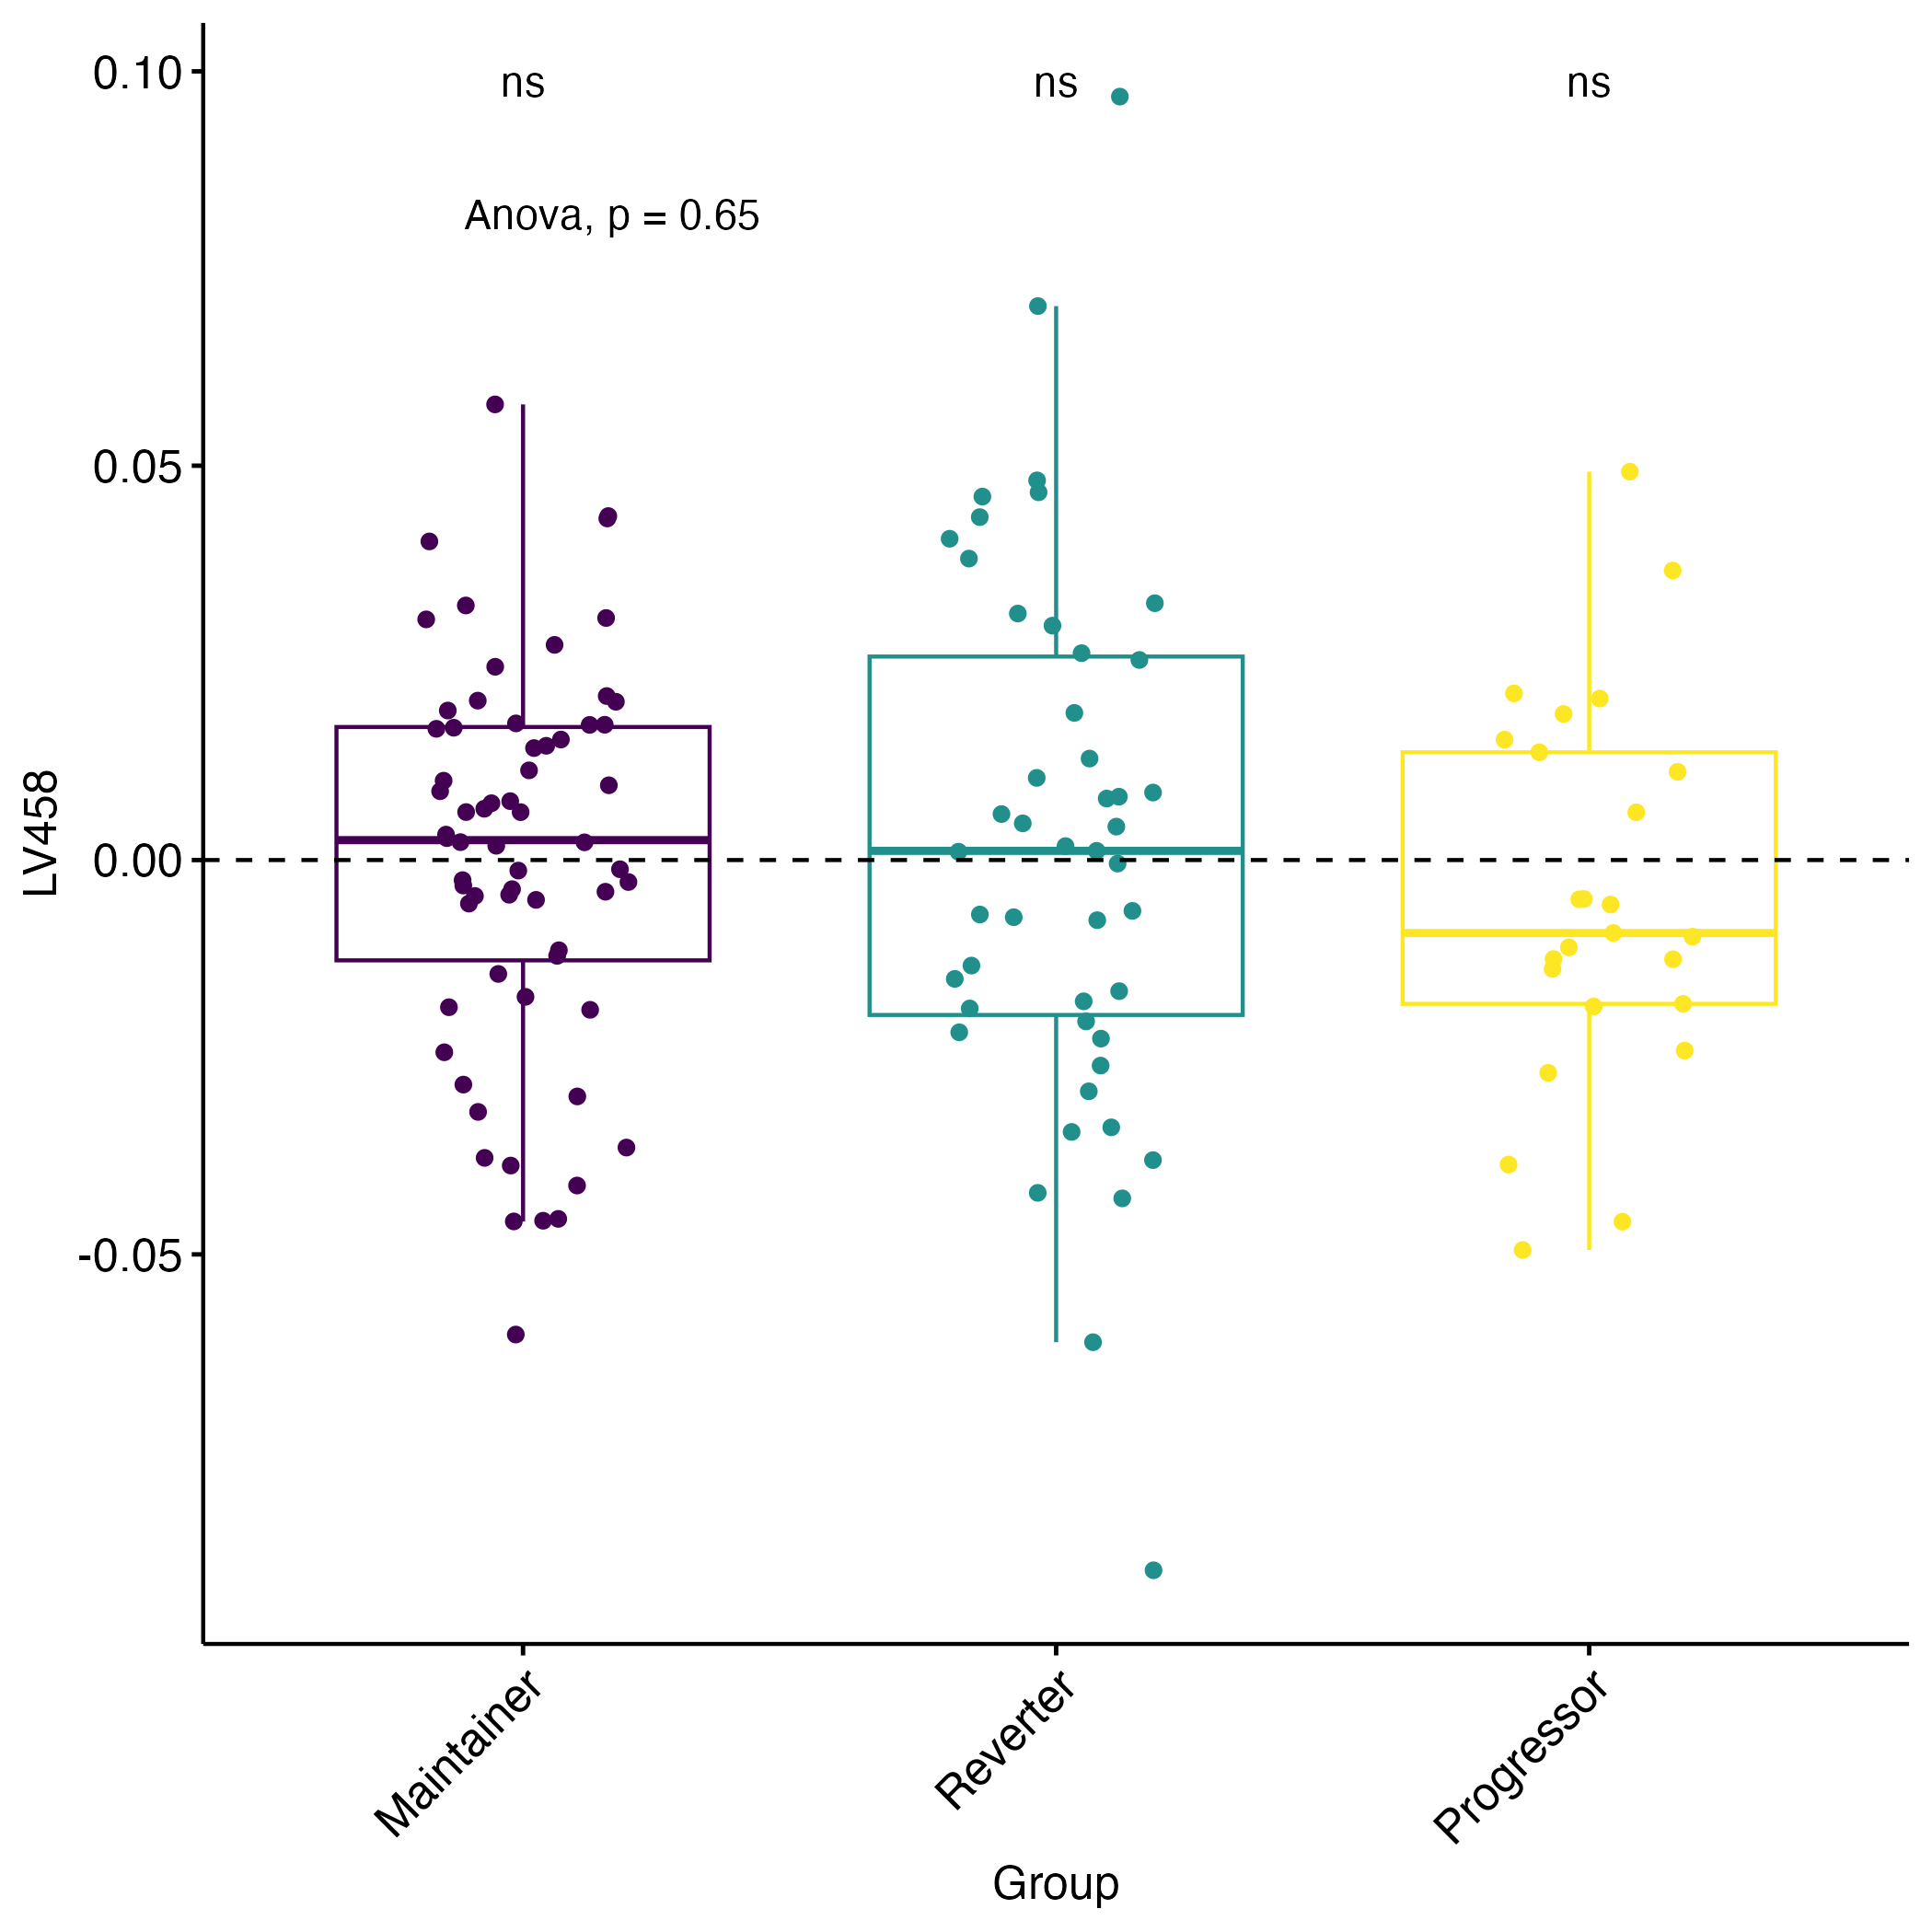 ns ns ns
Anova, p = 0.65
0.10
0.05
0.00
-0.05
LV458
Maintainer Reverter Progressor
Group